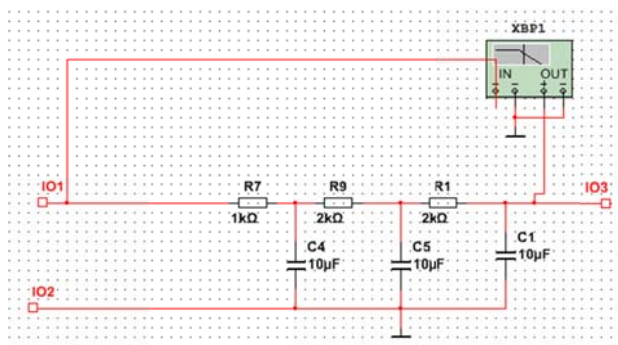 XBP1
IN OUT
IO1
R7 R9 R1
IO3
1kΩ 2kΩ 2kΩ
C4 C5 C1
10µF 10µF 10µF
IO2